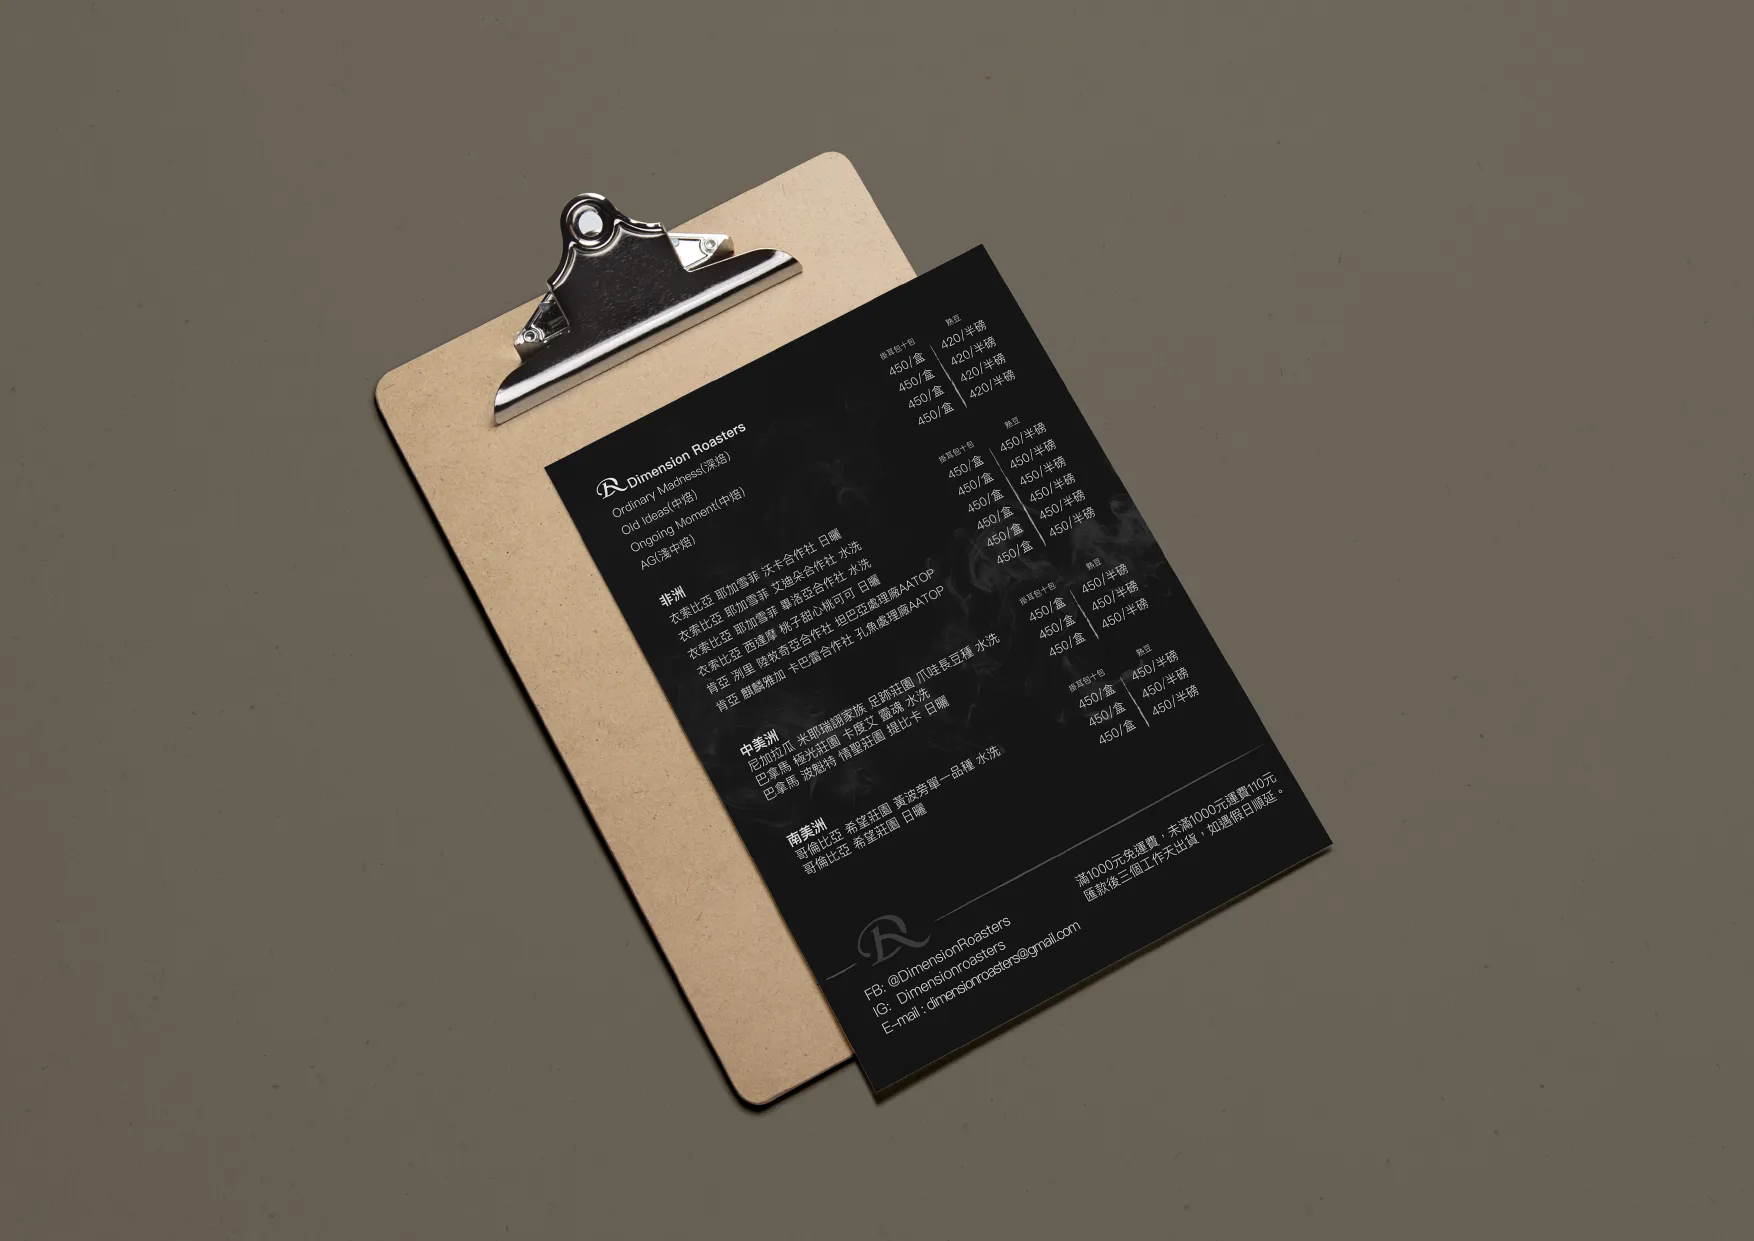 Dimension Roasters 掛耳包十包 熟豆
Ordinary Madness(深焙) 450/盒 420/半磅
Old Ideas(中焙) 450/盒 420/半磅
Ongoing Moment(中焙) 450/盒 420/半磅
AG(淺中焙) 450/盒 420/半磅
非洲 掛耳包十包 熟豆
衣索比亞 耶加雪菲 沃卡合作社 日曬 450/盒 450/半磅
衣索比亞 耶加雪菲 艾迪朵合作社 水洗 450/盒 450/半磅
衣索比亞 耶加雪菲 畢洛亞合作社 水洗 450/盒 450/半磅
衣索比亞 西達摩 桃子甜心桃可可 日曬 450/盒 450/半磅
肯亞 冽里 陸牧奇亞合作社 坦巴亞處理廠AATOP 450/盒 450/半磅
肯亞 麒麟雅加 卡巴雷合作社 孔魚處理廠AATOP 450/盒 450/半磅
中美洲 掛耳包十包 熟豆
尼加拉瓜 米耶瑞詡家族 足跡莊園 爪哇長豆種 水洗 450/盒 450/半磅
巴拿馬 極光莊園 卡度艾 靈魂 水洗 450/盒 450/半磅
巴拿馬 波魁特 情聖莊園 提比卡 日曬 450/盒 450/半磅
南美洲 掛耳包十包 熟豆
哥倫比亞 希望莊園 黃波旁單一品種 水洗 450/盒 450/半磅
哥倫比亞 希望莊園 日曬 450/盒 450/半磅
450/盒 450/半磅
滿1000元免運費，未滿1000元運費110元
匯款後三個工作天出貨，如遇假日順延。
FB: @DimensionRoasters
IG: Dimensionroasters
E-mail : dimensionroasters@gmail.com